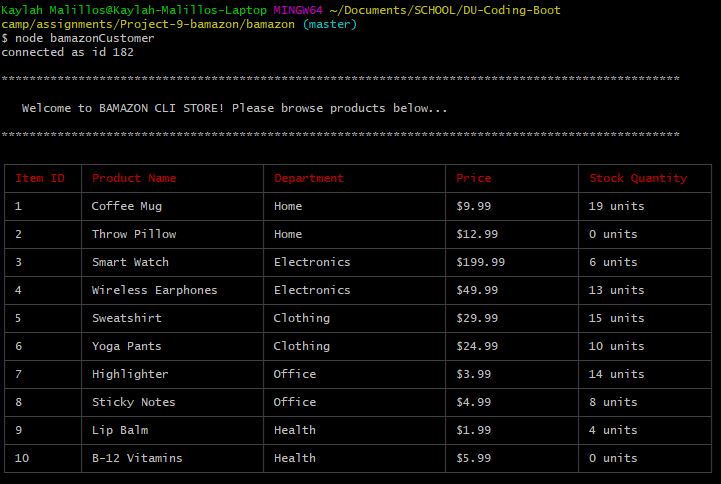 Kaylah Malillos@Kaylah-Malillos-Laptop MINGW64 ~/Documents/SCHOOL/DU-Coding-Boot
camp/assignments/Project-9-bamazon/bamazon (master)
$ node bamazonCustomer
connected as id 182
*************************************************************************************************
Welcome to BAMAZON CLI STORE! Please browse products below...
*************************************************************************************************
Item ID Product Name Department Price Stock Quantity
1 Coffee Mug Home $9.99 19 units
2 Throw Pillow Home $12.99 0 units
3 Smart Watch Electronics $199.99 6 units
4 Wireless Earphones Electronics $49.99 13 units
5 Sweatshirt Clothing $29.99 15 units
6 Yoga Pants Clothing $24.99 10 units
7 Highlighter Office $3.99 14 units
8 Sticky Notes Office $4.99 8 units
9 Lip Balm Health $1.99 4 units
10 B-12 Vitamins Health $5.99 0 units